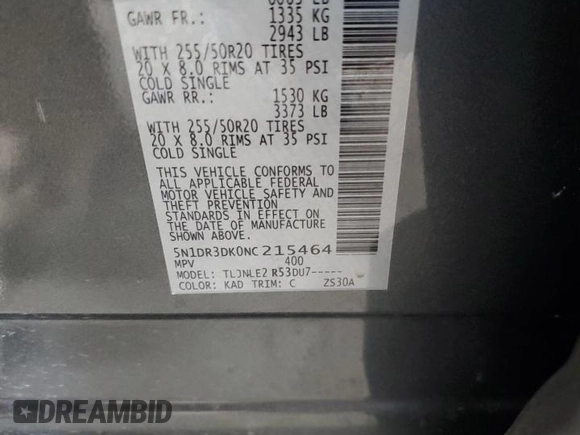 GAWR FR.: 1335 KG
2943 LB
WITH 255/50R20 TIRES
20 X 8.0 RIMS AT 35 PSI
COLD SINGLE
GAWR RR.: 1530 KG
3373 LB
WITH 255/50R20 TIRES
20 X 8.0 RIMS AT 35 PSI
COLD SINGLE
THIS VEHICLE CONFORMS TO
ALL APPLICABLE FEDERAL
MOTOR VEHICLE SAFETY AND
THEFT PREVENTION
STANDARDS IN EFFECT ON
THE DATE OF MANUFACTURE
SHOWN ABOVE.
5N1DR3DK0NC215464
MPV 400
MODEL: TLJNLE2 R53DU7-----
COLOR: KAD TRIM: C ZS30A
DREAMBID